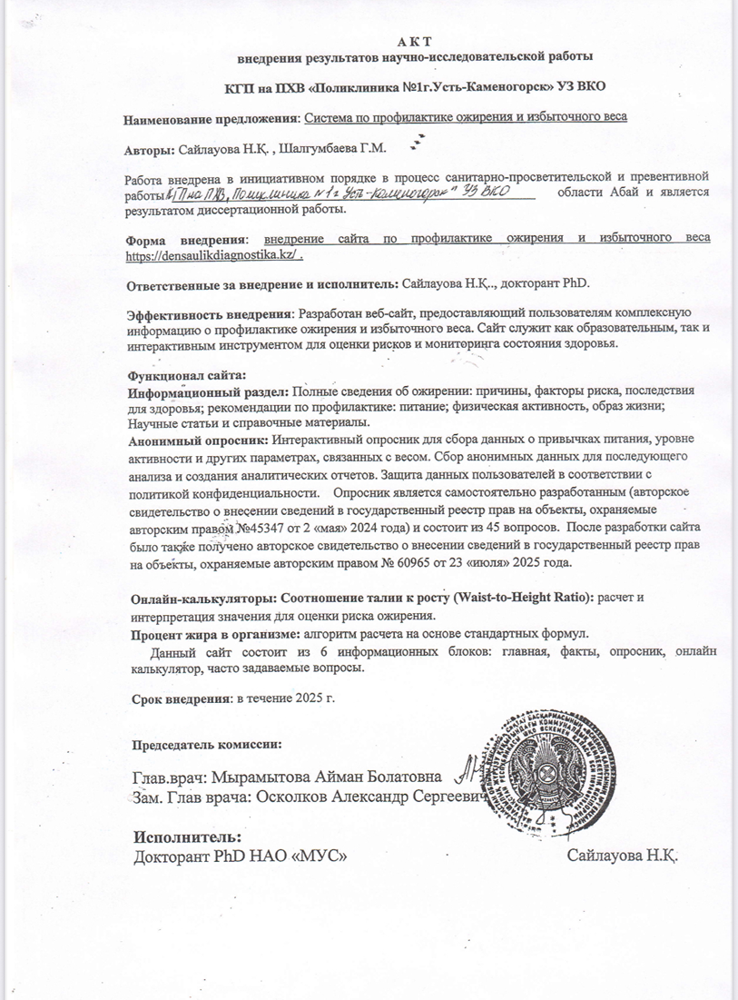 А К Т
внедрения результатов научно-исследовательской работы
КГП на ПХВ «Поликлиника №1г.Усть-Каменогорск» УЗ ВКО
Наименование предложения: Система по профилактике ожирения и избыточного веса
Авторы: Сайлауова Н.Қ. , Шалгумбаева Г.М.
Работа внедрена в инициативном порядке в процесс санитарно-просветительской и превентивной
работы КГП на ПХВ „Поликлиника №1 г Усть-Каменогорск" УЗ ВКО области Абай и является
результатом диссертационной работы.
Форма внедрения: внедрение сайта по профилактике ожирения и избыточного веса
https://densaulikdiagnostika.kz/ .
Ответственные за внедрение и исполнитель: Сайлауова Н.Қ.., докторант PhD.
Эффективность внедрения: Разработан веб-сайт, предоставляющий пользователям комплексную
информацию о профилактике ожирения и избыточного веса. Сайт служит как образовательным, так и
интерактивным инструментом для оценки рисков и мониторинга состояния здоровья.
Функционал сайта:
Информационный раздел: Полные сведения об ожирении: причины, факторы риска, последствия
для здоровья; рекомендации по профилактике: питание; физическая активность, образ жизни;
Научные статьи и справочные материалы.
Анонимный опросник: Интерактивный опросник для сбора данных о привычках питания, уровне
активности и других параметрах, связанных с весом. Сбор анонимных данных для последующего
анализа и создания аналитических отчетов. Защита данных пользователей в соответствии с
политикой конфиденциальности. Опросник является самостоятельно разработанным (авторское
свидетельство о внесении сведений в государственный реестр прав на объекты, охраняемые
авторским правом №45347 от 2 «мая» 2024 года) и состоит из 45 вопросов. После разработки сайта
было также получено авторское свидетельство о внесении сведений в государственный реестр прав
на объекты, охраняемые авторским правом № 60965 от 23 «июля» 2025 года.
Онлайн-калькуляторы: Соотношение талии к росту (Waist-to-Height Ratio): расчет и
интерпретация значения для оценки риска ожирения.
Процент жира в организме: алгоритм расчета на основе стандартных формул.
Данный сайт состоит из 6 информационных блоков: главная, факты, опросник, онлайн
калькулятор, часто задаваемые вопросы.
Срок внедрения: в течение 2025 г.
Председатель комиссии:
Глав.врач: Мырамытова Айман Болатовна
Зам. Глав врача: Осколков Александр Сергеевич
Исполнитель:
Докторант PhD НАО «МУС» Сайлауова Н.Қ.